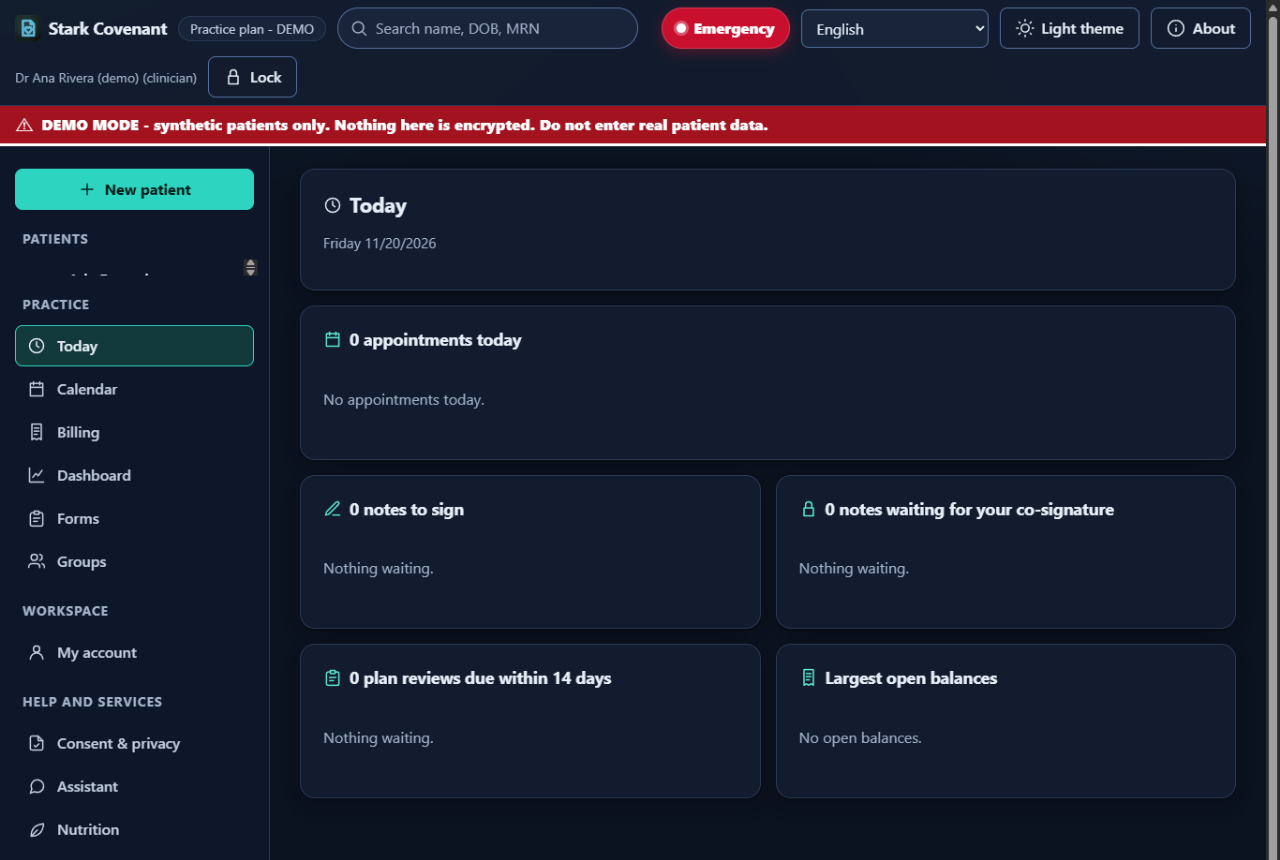 Stark Covenant
Practice plan - DEMO
Search name, DOB, MRN
Emergency
English
Light theme
About
Dr Ana Rivera (demo) (clinician)
Lock
DEMO MODE - synthetic patients only. Nothing here is encrypted. Do not enter real patient data.
New patient
PATIENTS
PRACTICE
Today
Calendar
Billing
Dashboard
Forms
Groups
WORKSPACE
My account
HELP AND SERVICES
Consent & privacy
Assistant
Nutrition
Today
Friday 11/20/2026
0 appointments today
No appointments today.
0 notes to sign
Nothing waiting.
0 notes waiting for your co-signature
Nothing waiting.
0 plan reviews due within 14 days
Nothing waiting.
Largest open balances
No open balances.